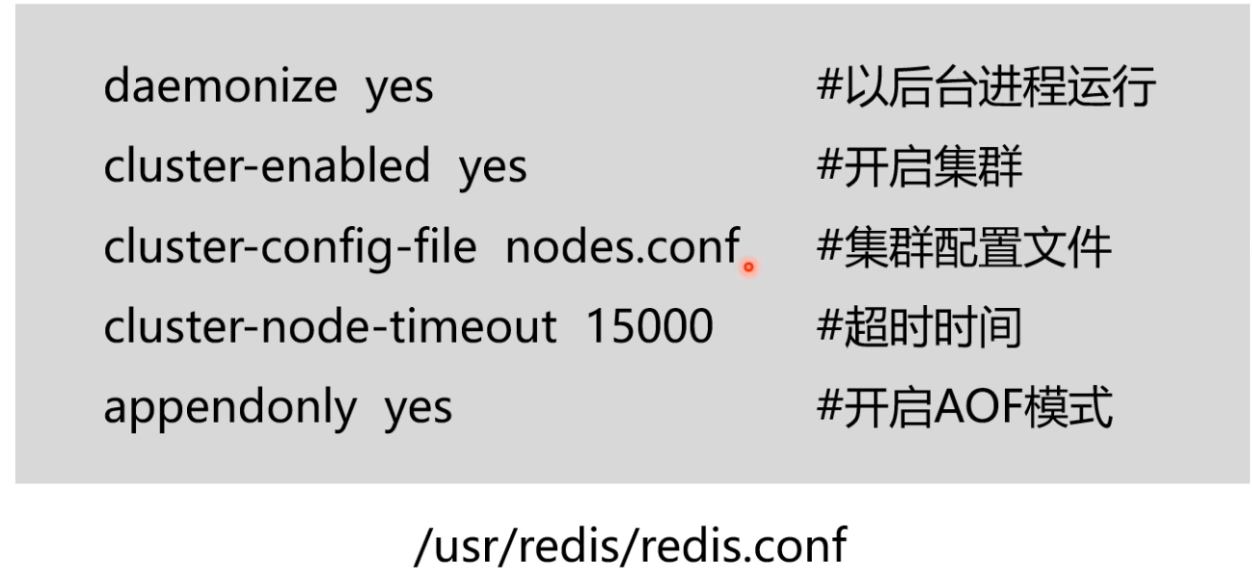 daemonize yes #以后台进程运行
cluster-enabled yes #开启集群
cluster-config-file nodes.conf #集群配置文件
cluster-node-timeout 15000 #超时时间
appendonly yes #开启AOF模式
/usr/redis/redis.conf